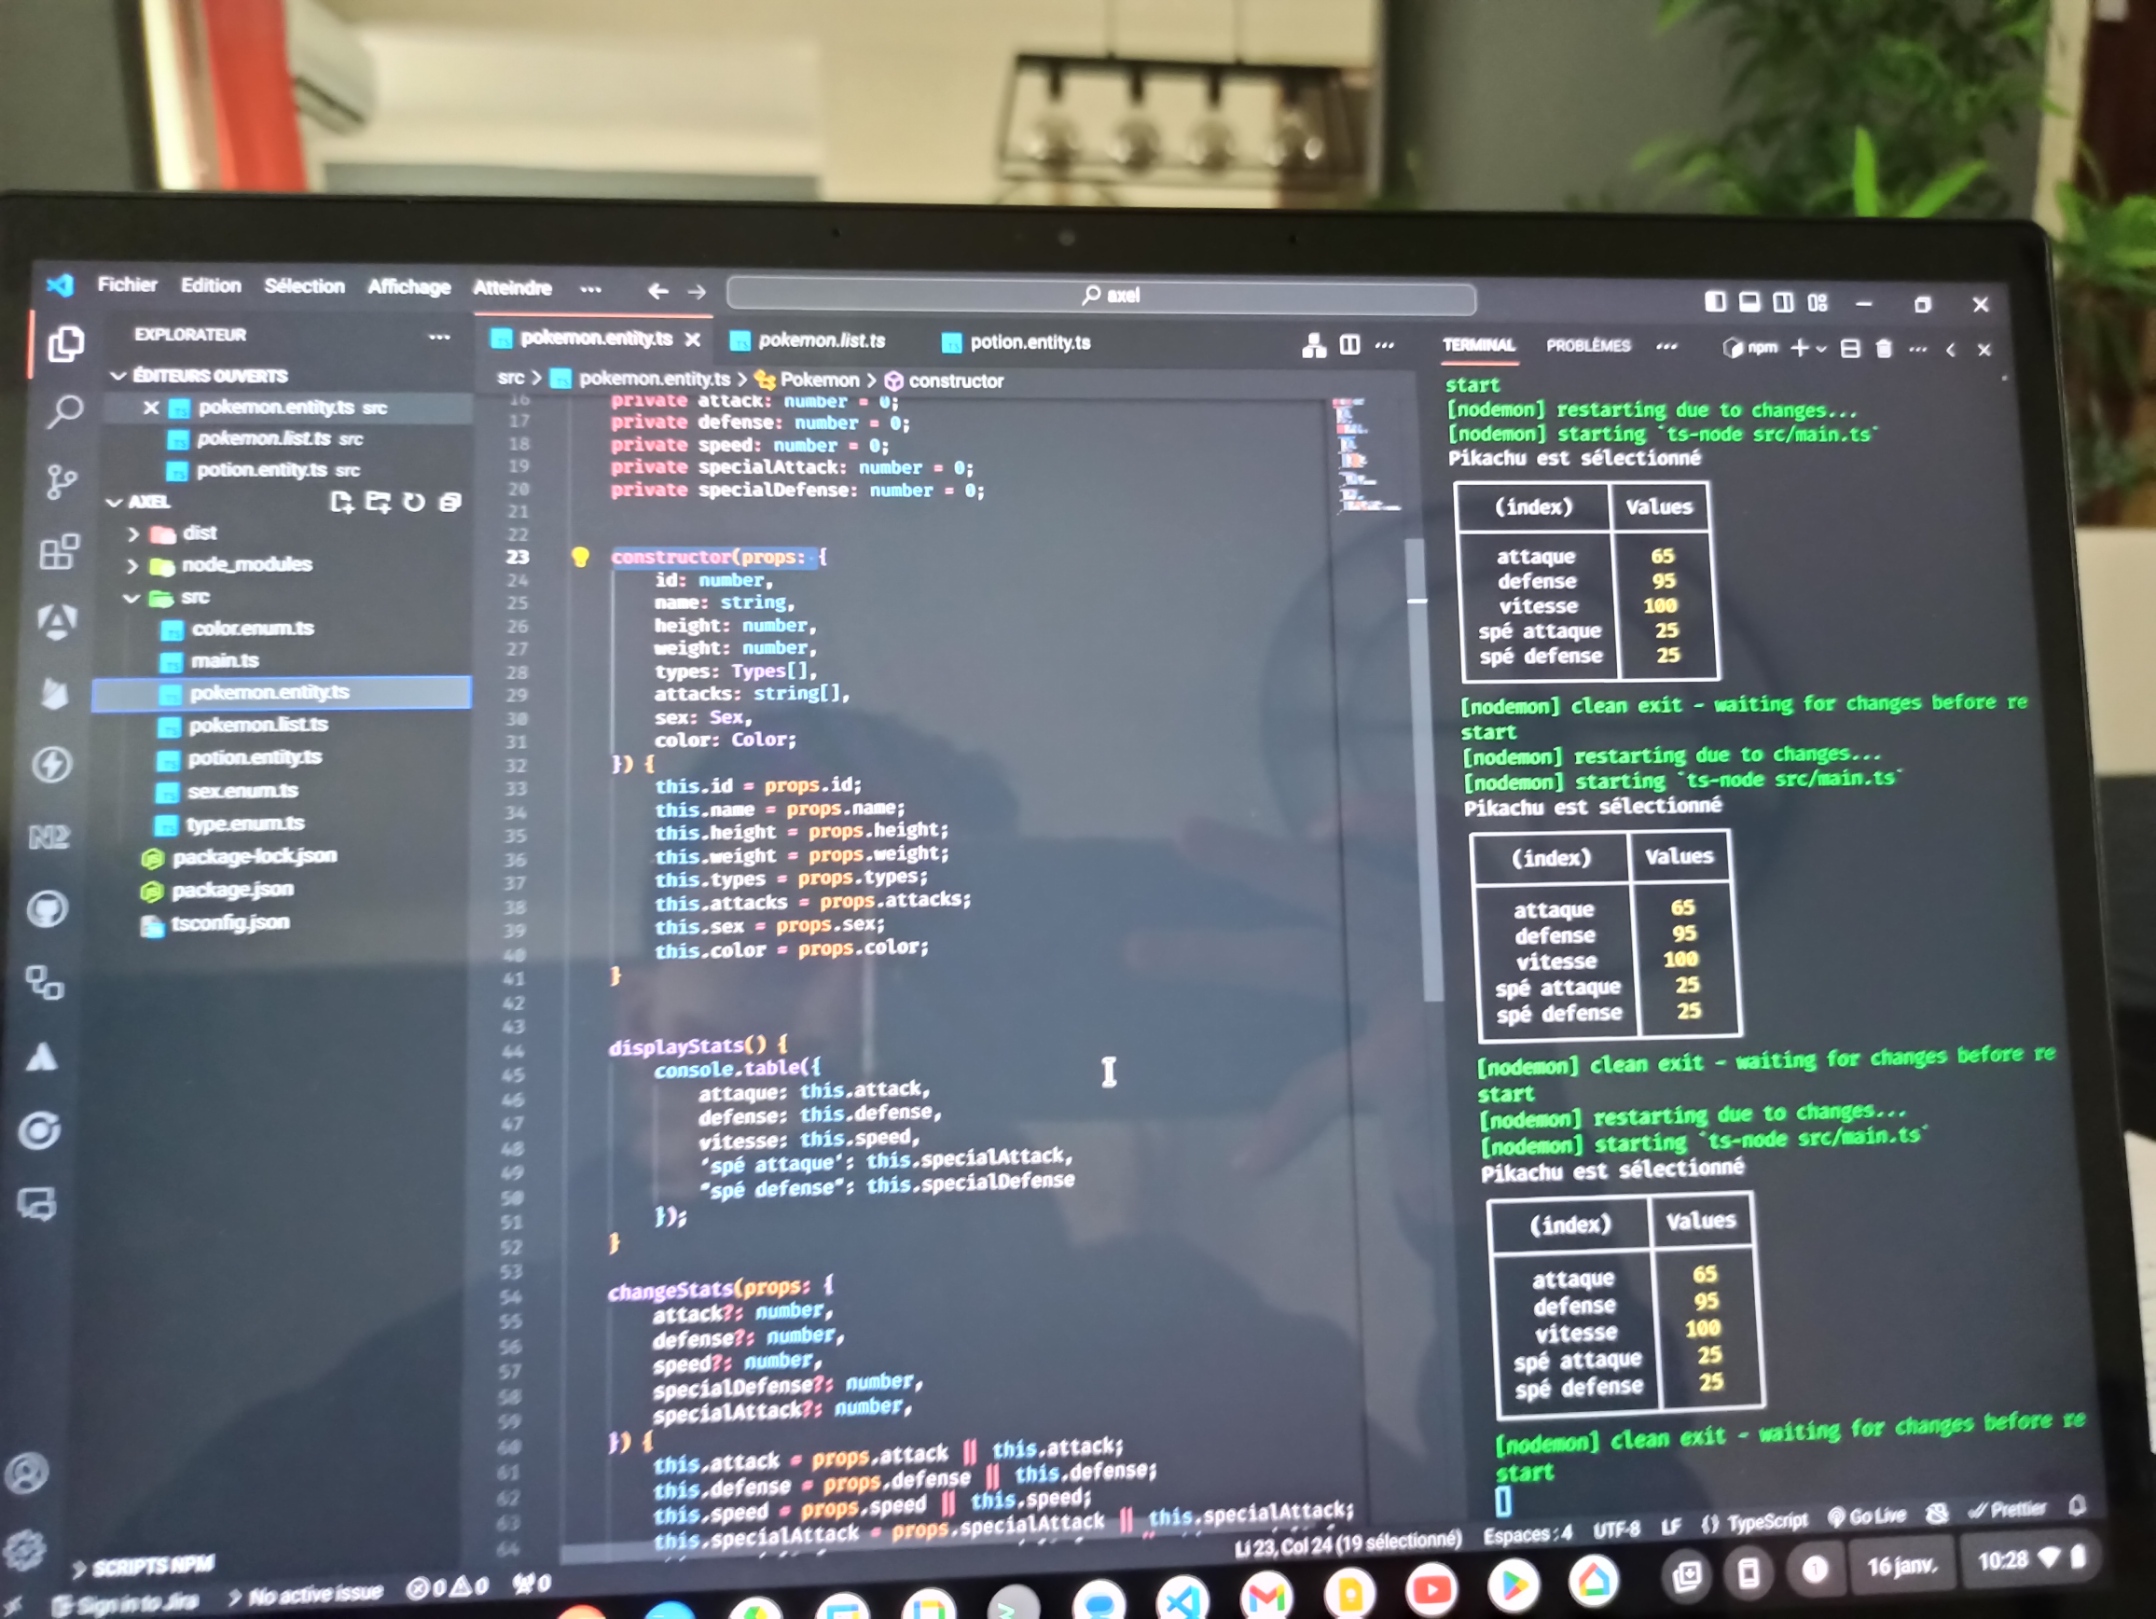 Fichier Edition Sélection Affichage Atteindre ... axel
EXPLORATEUR ...
ÉDITEURS OUVERTS
pokemon.entity.ts src
pokemon.list.ts src
potion.entity.ts src
AXEL
dist
node_modules
src
color.enum.ts
main.ts
pokemon.entity.ts
pokemon.list.ts
potion.entity.ts
sex.enum.ts
type.enum.ts
package-lock.json
package.json
tsconfig.json
SCRIPTS NPM
pokemon.entity.ts pokemon.list.ts potion.entity.ts
src > pokemon.entity.ts > Pokemon > constructor
16 private attack: number = 0;
17 private defense: number = 0;
18 private speed: number = 0;
19 private specialAttack: number = 0;
20 private specialDefense: number = 0;
21
22
23 constructor(props: {
24 id: number,
25 name: string,
26 height: number,
27 weight: number,
28 types: Types[],
29 attacks: string[],
30 sex: Sex,
31 color: Color;
32 }) {
33 this.id = props.id;
34 this.name = props.name;
35 this.height = props.height;
36 this.weight = props.weight;
37 this.types = props.types;
38 this.attacks = props.attacks;
39 this.sex = props.sex;
40 this.color = props.color;
41 }
42
43
44 displayStats() {
45 console.table({
46 attaque: this.attack,
47 defense: this.defense,
48 vitesse: this.speed,
49 'spé attaque': this.specialAttack,
50 "spé defense": this.specialDefense
51 });
52 }
53
54 changeStats(props: {
55 attack?: number,
56 defense?: number,
57 speed?: number,
58 specialDefense?: number,
59 specialAttack?: number,
60 }) {
61 this.attack = props.attack || this.attack;
62 this.defense = props.defense || this.defense;
63 this.speed = props.speed || this.speed;
64 this.specialAttack = props.specialAttack || this.specialAttack;
TERMINAL PROBLÈMES ... npm
start
[nodemon] restarting due to changes...
[nodemon] starting `ts-node src/main.ts`
Pikachu est sélectionné
(index) Values
attaque 65
defense 95
vitesse 100
spé attaque 25
spé defense 25
[nodemon] clean exit - waiting for changes before re
start
[nodemon] restarting due to changes...
[nodemon] starting `ts-node src/main.ts`
Pikachu est sélectionné
(index) Values
attaque 65
defense 95
vitesse 100
spé attaque 25
spé defense 25
[nodemon] clean exit - waiting for changes before re
start
[nodemon] restarting due to changes...
[nodemon] starting `ts-node src/main.ts`
Pikachu est sélectionné
(index) Values
attaque 65
defense 95
vitesse 100
spé attaque 25
spé defense 25
[nodemon] clean exit - waiting for changes before re
start
Sign in to Jira No active issue 0 0 0 Li 23, Col 24 (19 sélectionné) Espaces : 4 UTF-8 LF {} TypeScript Go Live Prettier
1 16 janv. 10:28